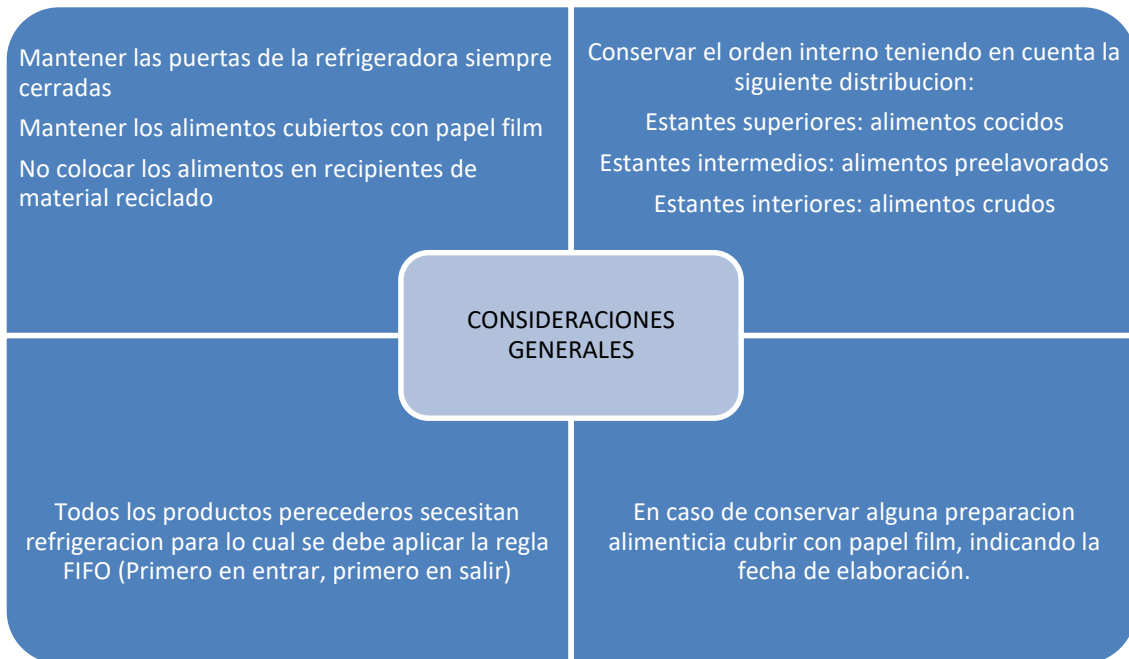 Mantener las puertas de la refrigeradora siempre
cerradas
Mantener los alimentos cubiertos con papel film
No colocar los alimentos en recipientes de
material reciclado
Conservar el orden interno teniendo en cuenta la
siguiente distribucion:
Estantes superiores: alimentos cocidos
Estantes intermedios: alimentos preelavorados
Estantes interiores: alimentos crudos
CONSIDERACIONES
GENERALES
Todos los productos perecederos secesitan
refrigeracion para lo cual se debe aplicar la regla
FIFO (Primero en entrar, primero en salir)
En caso de conservar alguna preparacion
alimenticia cubrir con papel film, indicando la
fecha de elaboración.